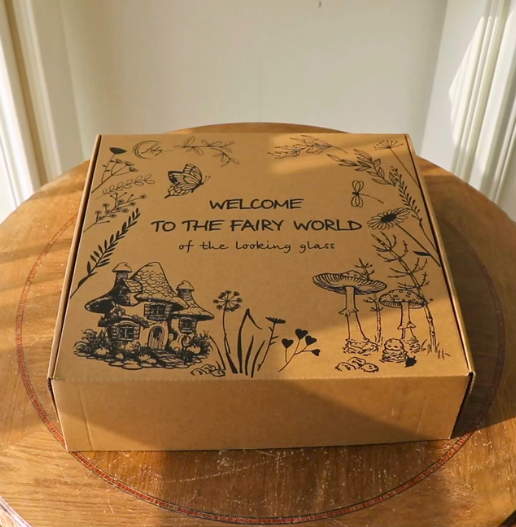 WELCOME
TO THE FAIRY WORLD
of the looking glass